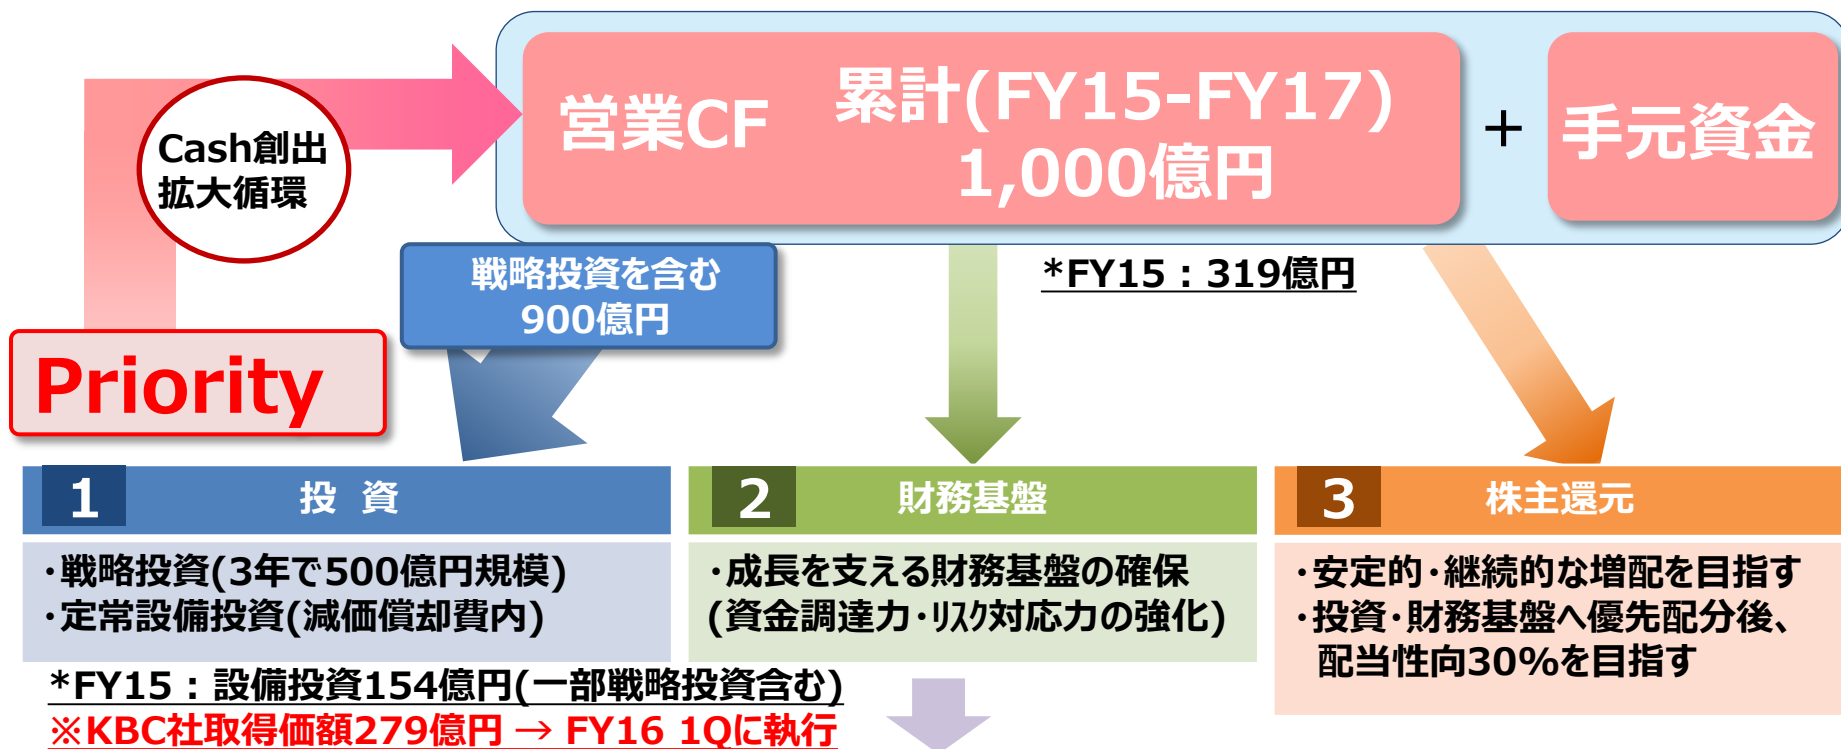 営業CF
累計(FY15-FY17)
1,000億円
+
手元資金
Cash創出
拡大循環
戦略投資を含む
900億円
*FY15：319億円
Priority
1
投 資
・戦略投資(3年で500億円規模)
・定常設備投資(減価償却費内)
*FY15：設備投資154億円(一部戦略投資含む)
※KBC社取得価額279億円 → FY16 1Qに執行
2
財務基盤
・成長を支える財務基盤の確保
(資金調達力・リスク対応力の強化)
3
株主還元
・安定的・継続的な増配を目指す
・投資・財務基盤へ優先配分後、
配当性向30%を目指す